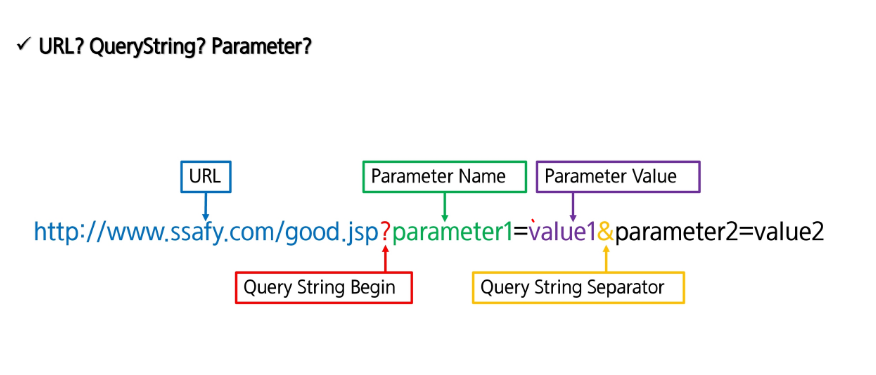 ✓ URL? QueryString? Parameter?
URL
Parameter Name
Parameter Value
http://www.ssafy.com/good.jsp?parameter1=value1&parameter2=value2
Query String Begin
Query String Separator